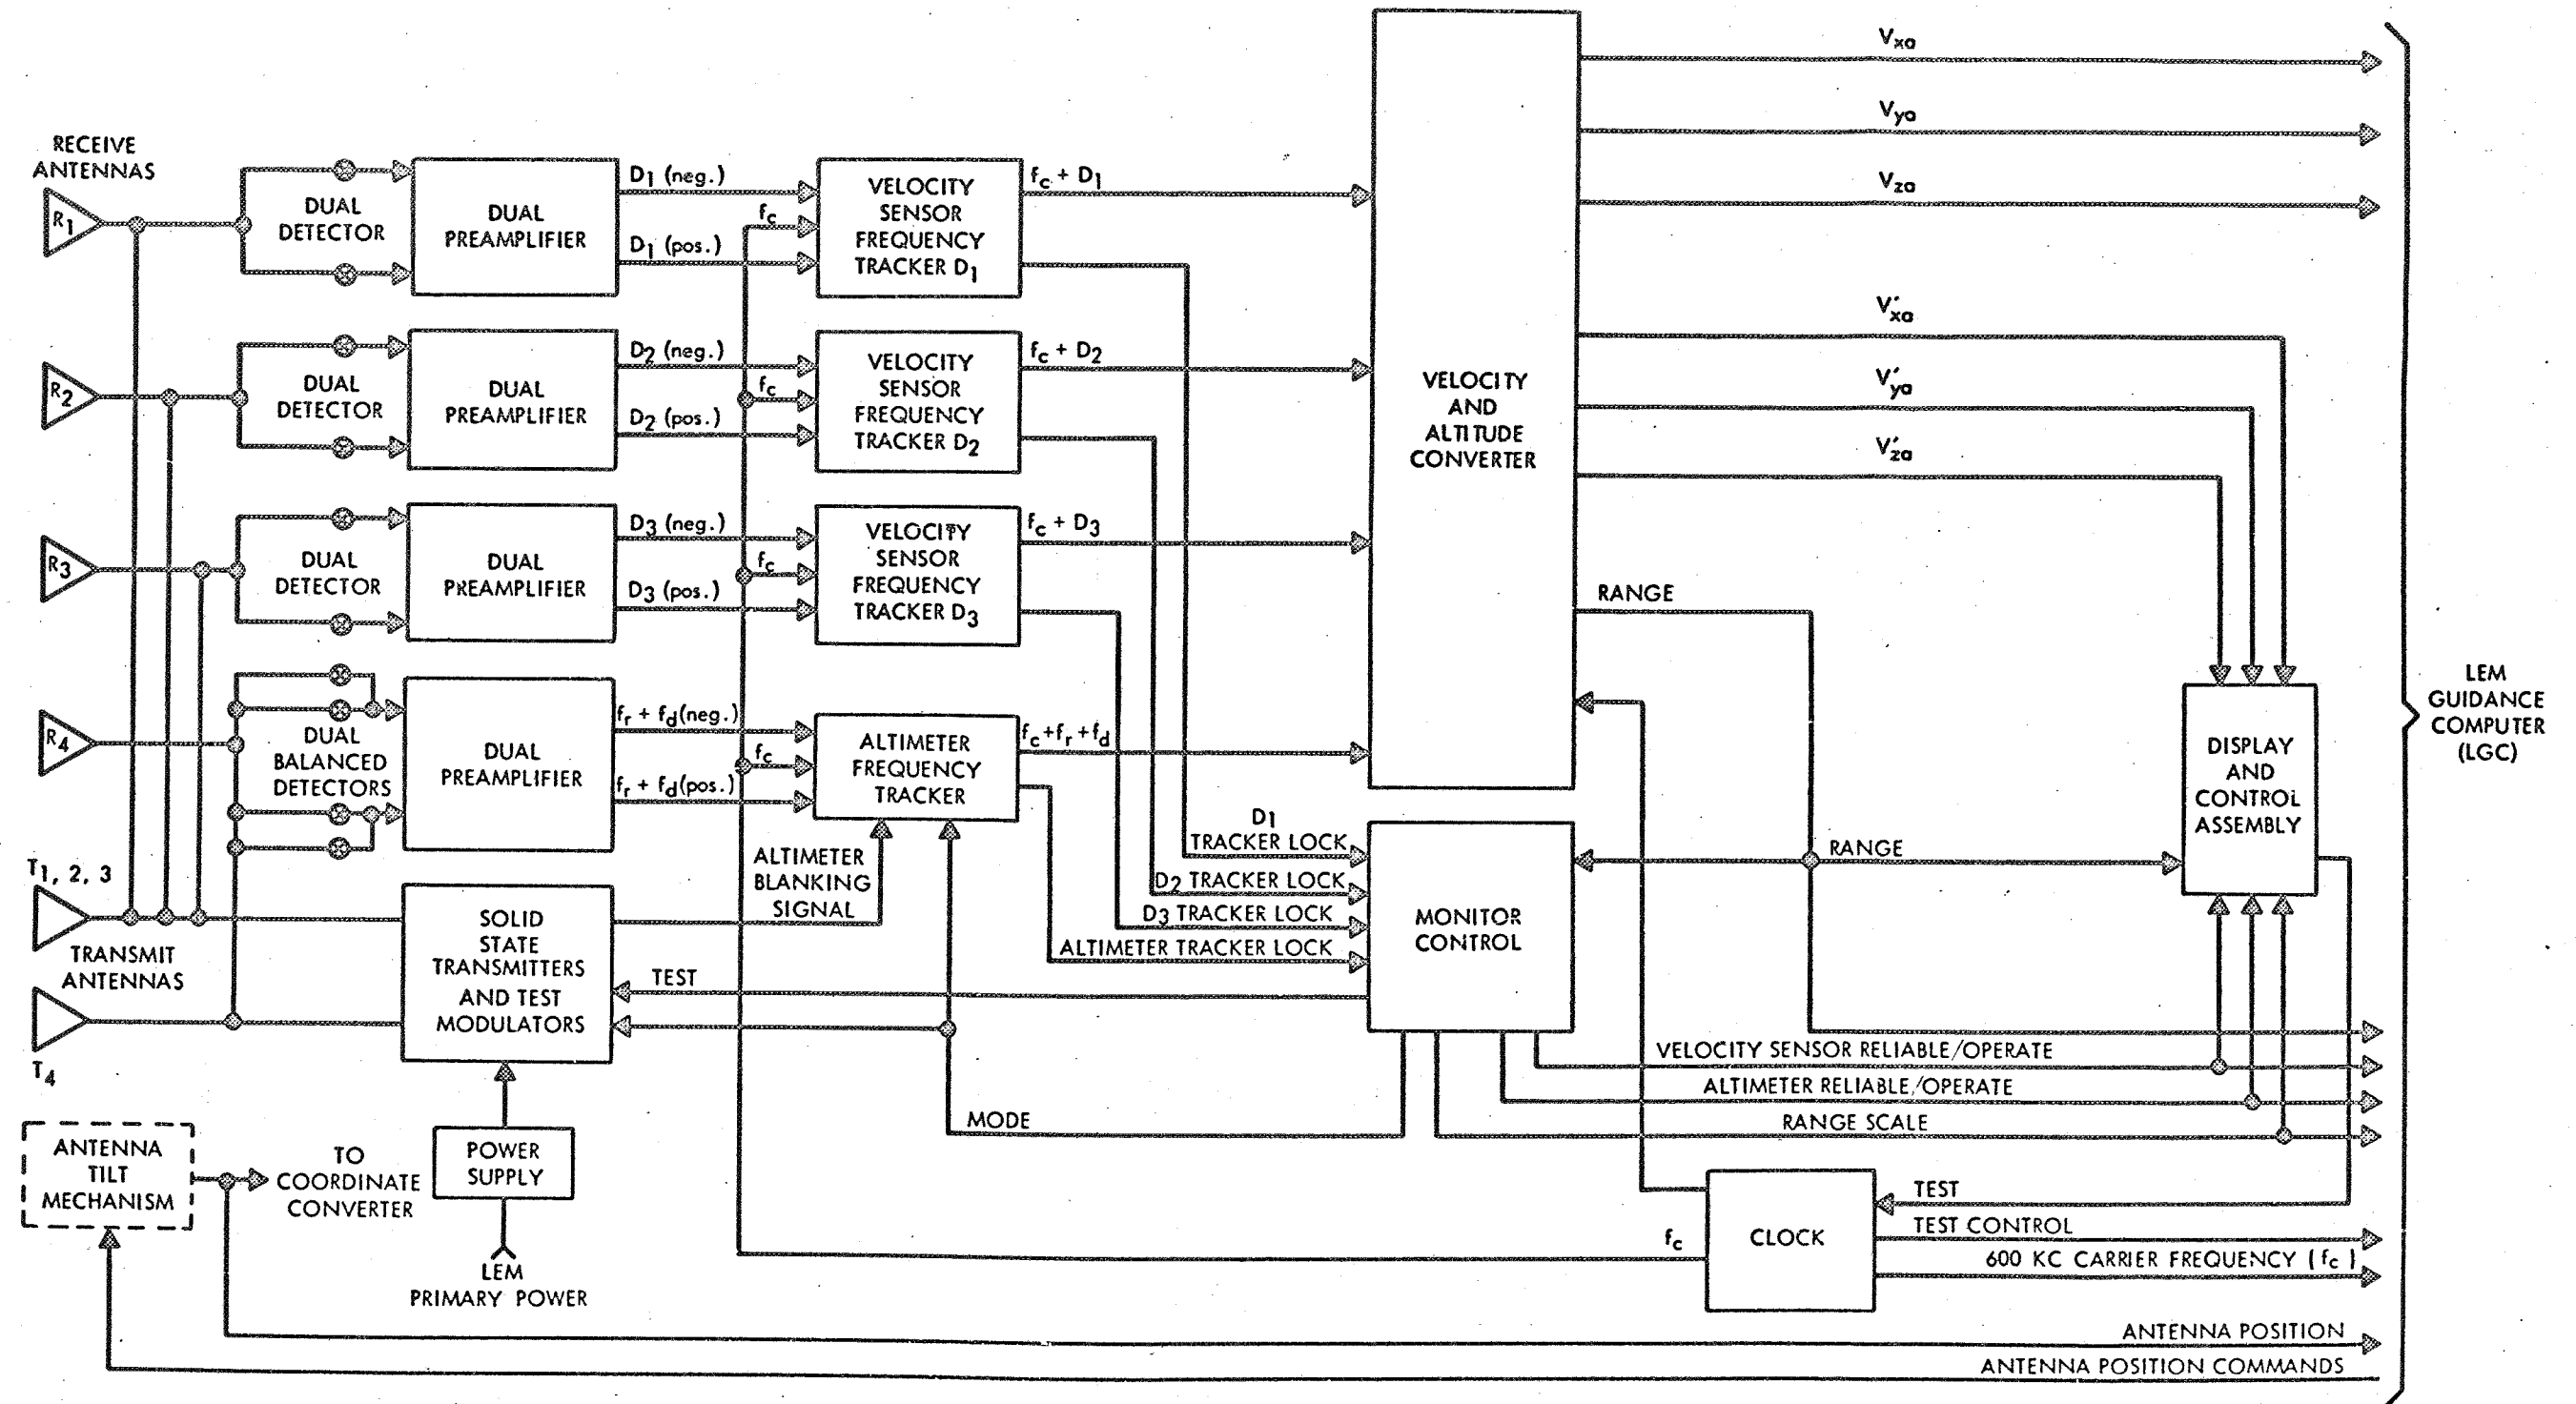 RECEIVE
ANTENNAS
R1
DUAL
DETECTOR
DUAL
PREAMPLIFIER
D1 (neg.)
fc
D1 (pos.)
VELOCITY
SENSOR
FREQUENCY
TRACKER D1
fc + D1
R2
DUAL
DETECTOR
DUAL
PREAMPLIFIER
D2 (neg.)
fc
D2 (pos.)
VELOCITY
SENSOR
FREQUENCY
TRACKER D2
fc + D2
R3
DUAL
DETECTOR
DUAL
PREAMPLIFIER
D3 (neg.)
fc
D3 (pos.)
VELOCITY
SENSOR
FREQUENCY
TRACKER D3
fc + D3
R4
DUAL
BALANCED
DETECTORS
DUAL
PREAMPLIFIER
fr + fd(neg.)
fc
fr + fd(pos.)
ALTIMETER
FREQUENCY
TRACKER
fc+fr+fd
VELOCITY
AND
ALTITUDE
CONVERTER
Vxa
Vya
Vza
V'xa
V'ya
V'za
RANGE
RANGE
DISPLAY
AND
CONTROL
ASSEMBLY
LEM
GUIDANCE
COMPUTER
(LGC)
T1, 2, 3
TRANSMIT
ANTENNAS
T4
SOLID
STATE
TRANSMITTERS
AND TEST
MODULATORS
ALTIMETER
BLANKING
SIGNAL
TEST
D1
TRACKER LOCK
D2 TRACKER LOCK
D3 TRACKER LOCK
ALTIMETER TRACKER LOCK
MONITOR
CONTROL
MODE
VELOCITY SENSOR RELIABLE/OPERATE
ALTIMETER RELIABLE/OPERATE
RANGE SCALE
ANTENNA
TILT
MECHANISM
TO
COORDINATE
CONVERTER
POWER
SUPPLY
LEM
PRIMARY POWER
fc
CLOCK
TEST
TEST CONTROL
600 KC CARRIER FREQUENCY (fc)
ANTENNA POSITION
ANTENNA POSITION COMMANDS